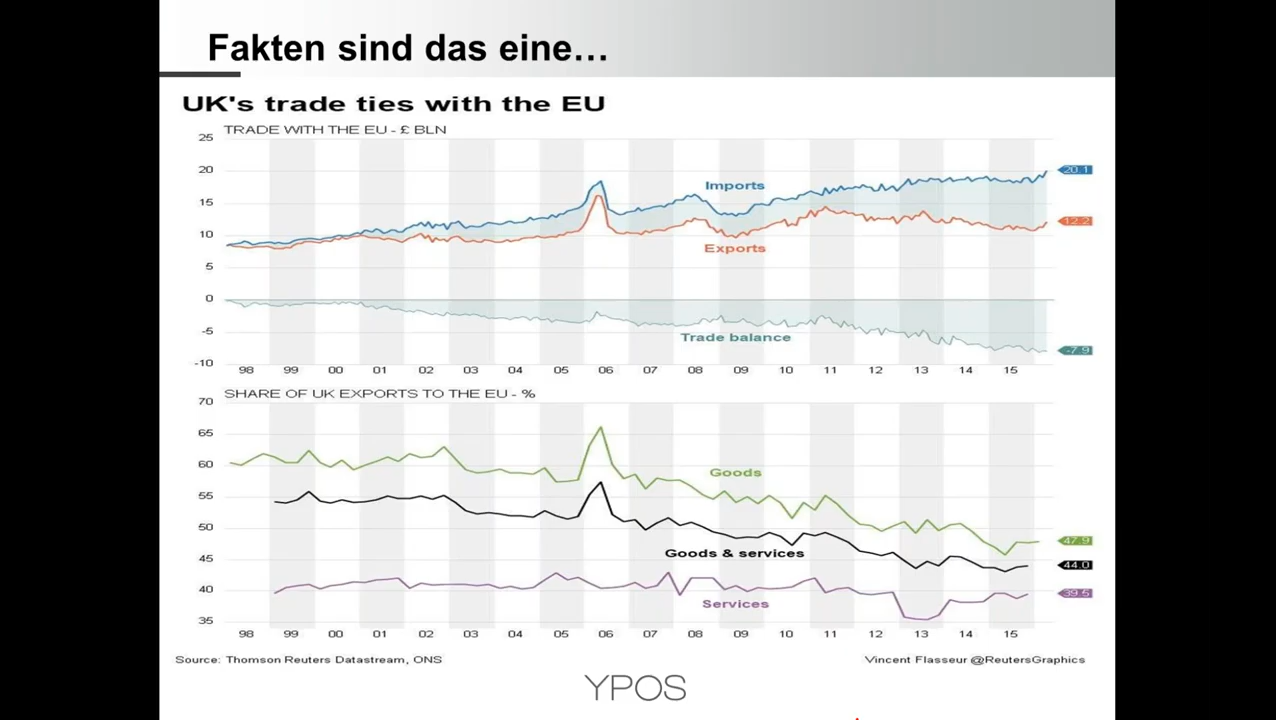 Fakten sind das eine…
UK's trade ties with the EU
TRADE WITH THE EU - £ BLN
25
20
15
10
5
0
-5
-10
Imports
20.1
Exports
12.2
Trade balance
-7.9
98 99 00 01 02 03 04 05 06 07 08 09 10 11 12 13 14 15
SHARE OF UK EXPORTS TO THE EU - %
70
65
60
55
50
45
40
35
Goods
47.9
Goods & services
44.0
Services
39.5
98 99 00 01 02 03 04 05 06 07 08 09 10 11 12 13 14 15
Source: Thomson Reuters Datastream, ONS
Vincent Flasseur @ReutersGraphics
YPOS